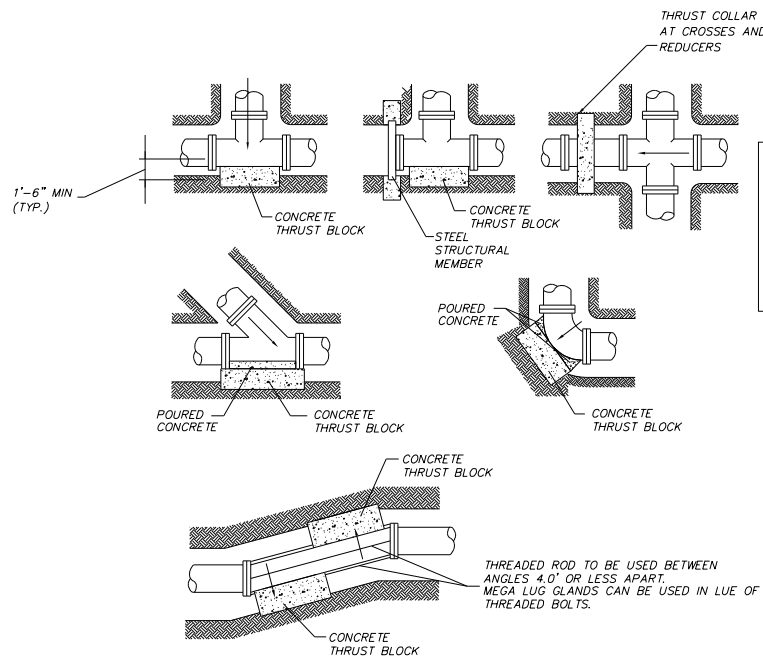 THRUST COLLAR
AT CROSSES AND
REDUCERS
1'-6" MIN
(TYP.)
CONCRETE
THRUST BLOCK
CONCRETE
THRUST BLOCK
STEEL
STRUCTURAL
MEMBER
POURED
CONCRETE
POURED
CONCRETE
CONCRETE
THRUST BLOCK
CONCRETE
THRUST BLOCK
CONCRETE
THRUST BLOCK
THREADED ROD TO BE USED BETWEEN
ANGLES 4.0' OR LESS APART.
MEGA LUG GLANDS CAN BE USED IN LUE OF
THREADED BOLTS.
CONCRETE
THRUST BLOCK